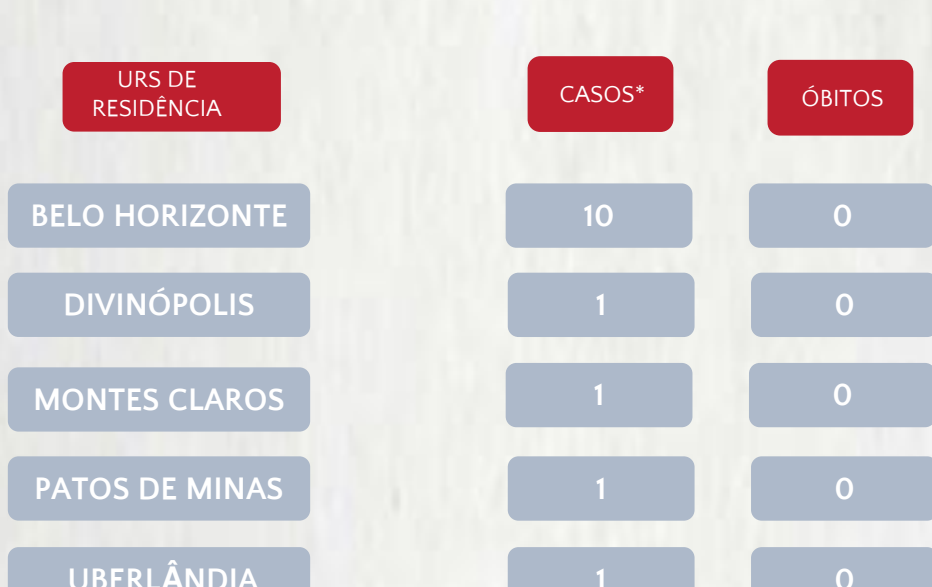 URS DE
RESIDÊNCIA
CASOS*
ÓBITOS
BELO HORIZONTE 10 0
DIVINÓPOLIS 1 0
MONTES CLAROS 1 0
PATOS DE MINAS 1 0
UBERLÂNDIA 1 0